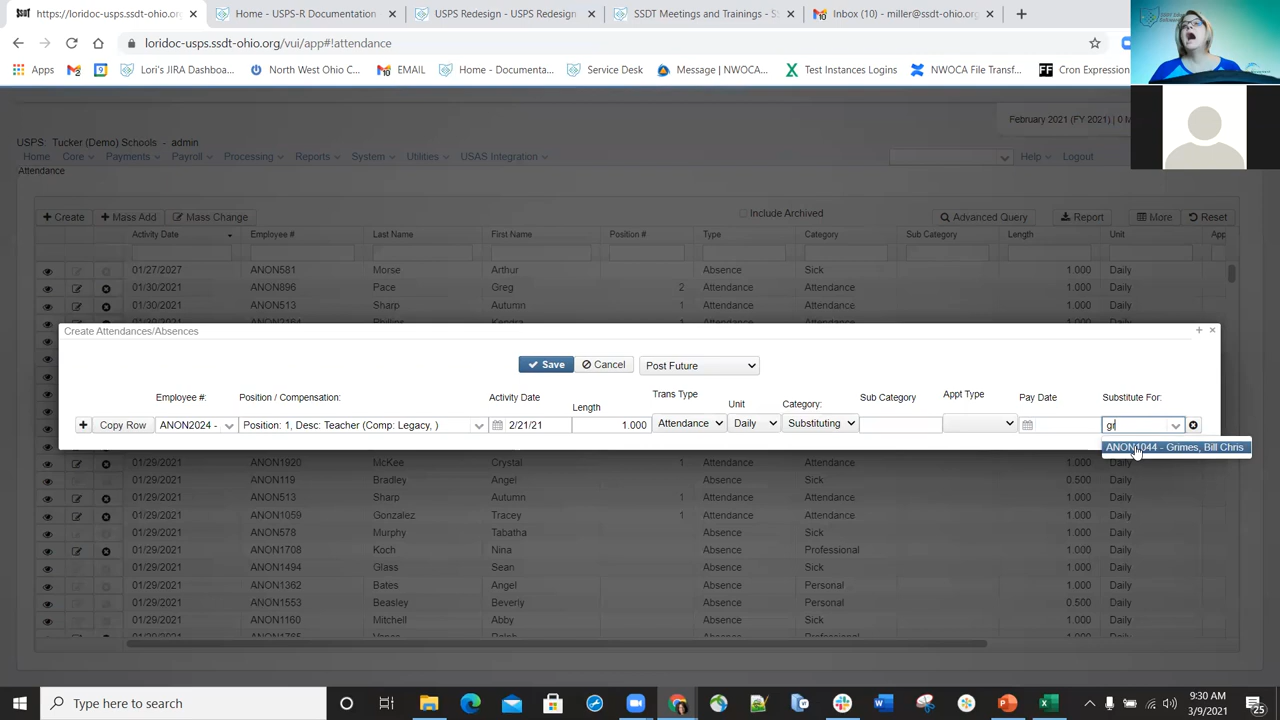 https://loridoc-usps.ssdt-ohio.org
Home - USPS-R Documentation
USPS Redesign - USPS Redesign
SSDT Meetings and Trainings - S
Inbox (10) - miller@ssdt-ohio.org
loridoc-usps.ssdt-ohio.org/vui/app#!attendance
Apps
Lori's JIRA Dashboa...
North West Ohio C...
EMAIL
Home - Documenta...
Service Desk
Message | NWOCA...
Test Instances Logins
NWOCA File Transf...
Cron Expression
February 2021 (FY 2021) | 0 M
USPS: Tucker (Demo) Schools - admin
Home Core Payments Payroll Processing Reports System Utilities USAS Integration Help Logout
Attendance
Create Mass Add Mass Change Include Archived Advanced Query Report More Reset
Activity Date Employee # Last Name First Name Position # Type Category Sub Category Length Unit App
01/27/2027 ANON581 Morse Arthur Absence Sick 1.000 Daily
01/30/2021 ANON896 Pace Greg 2 Attendance Attendance 1.000 Daily
01/30/2021 ANON513 Sharp Autumn 1 Attendance Attendance 1.000 Daily
Create Attendances/Absences
Save Cancel Post Future
Employee #: Position / Compensation: Activity Date Length Trans Type Unit Category: Sub Category Appt Type Pay Date Substitute For:
Copy Row ANON2024 - Position: 1, Desc: Teacher (Comp: Legacy, ) 2/21/21 1.000 Attendance Daily Substituting gr
ANON1044 - Grimes, Bill Chris
01/29/2021 ANON1920 McKee Crystal 1 Attendance Attendance 1.000 Daily
01/29/2021 ANON119 Bradley Angel Absence Sick 0.500 Daily
01/29/2021 ANON513 Sharp Autumn 1 Attendance Attendance 1.000 Daily
01/29/2021 ANON1059 Gonzalez Tracey 1 Attendance Attendance 1.000 Daily
01/29/2021 ANON578 Murphy Tabatha Absence Sick 1.000 Daily
01/29/2021 ANON1708 Koch Nina Absence Professional 1.000 Daily
01/29/2021 ANON1494 Glass Sean Absence Sick 1.000 Daily
01/29/2021 ANON1362 Bates Angel Absence Personal 1.000 Daily
01/29/2021 ANON1553 Beasley Beverly Absence Personal 0.500 Daily
01/29/2021 ANON1160 Mitchell Abby Absence Sick 1.000 Daily
Type here to search
9:30 AM
3/9/2021
25